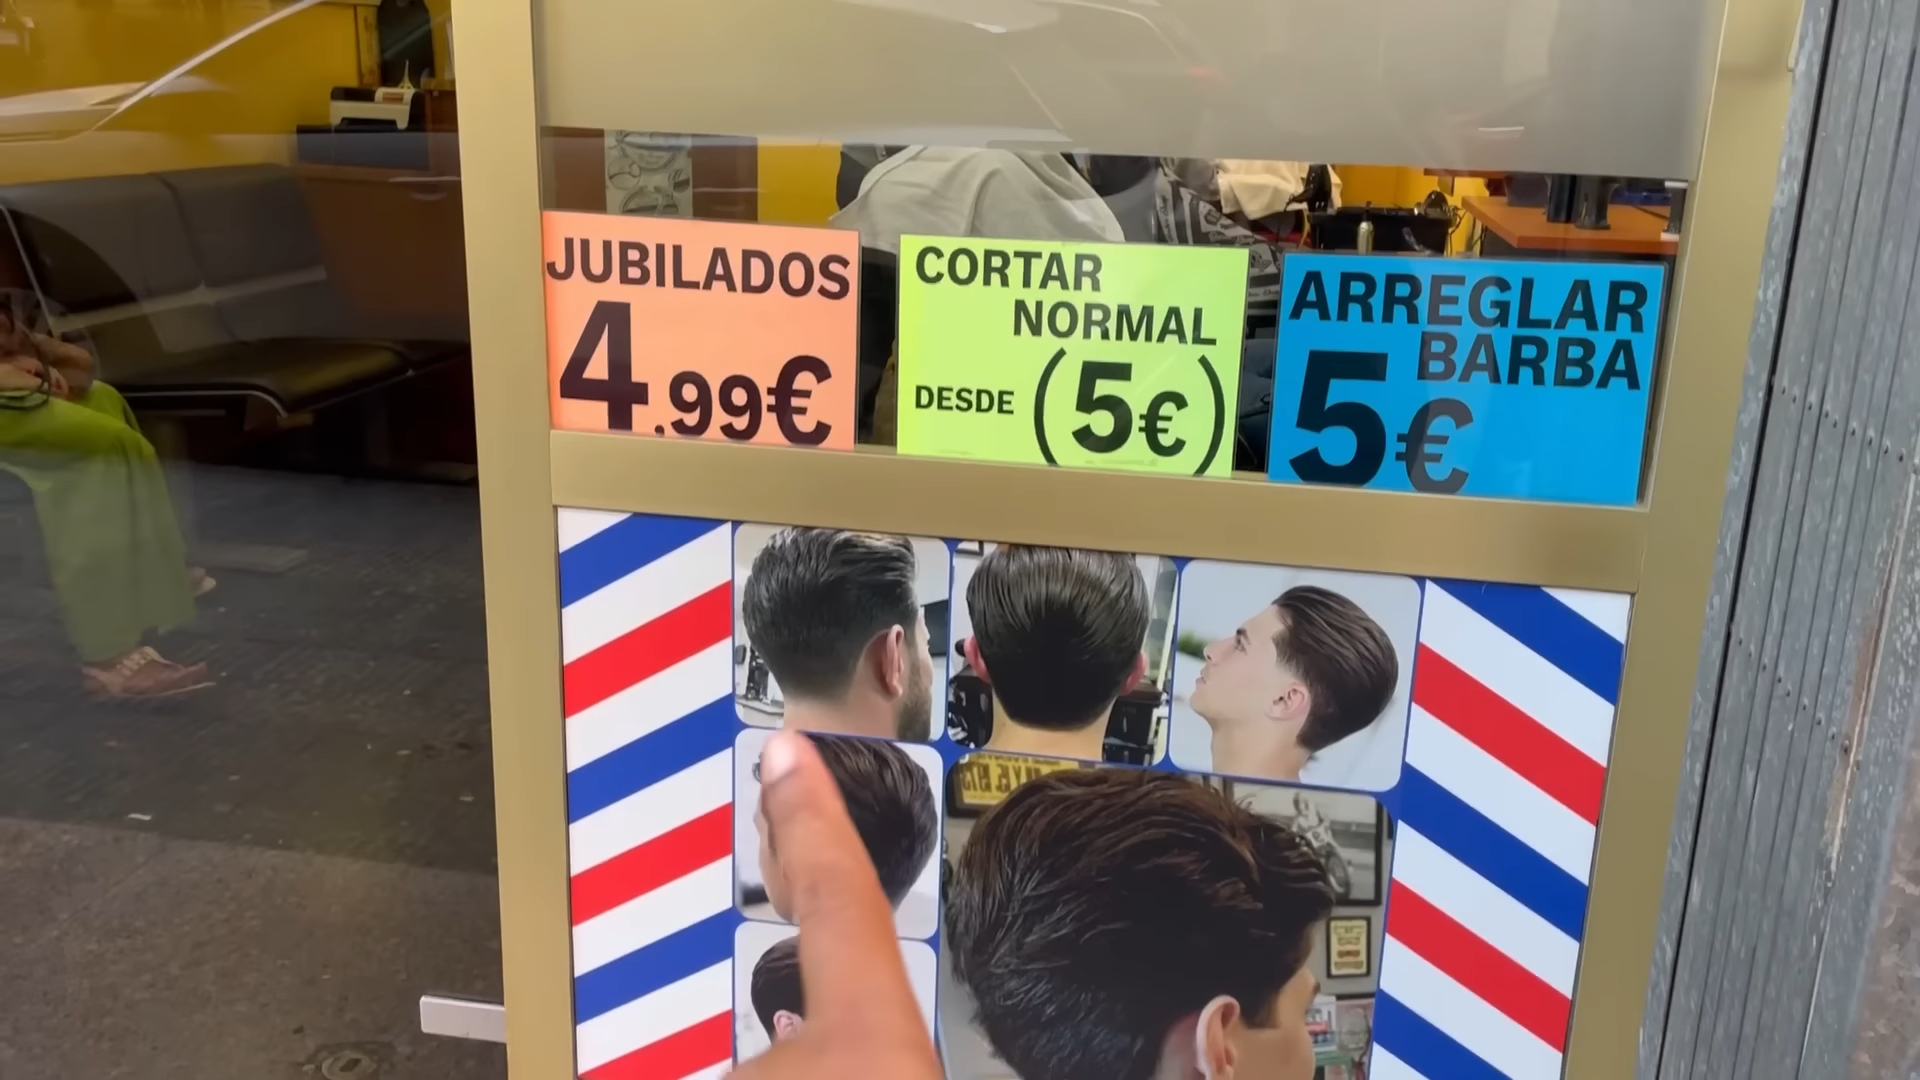 JUBILADOS
4.99€
CORTAR
NORMAL
DESDE (5€)
ARREGLAR
BARBA
5€